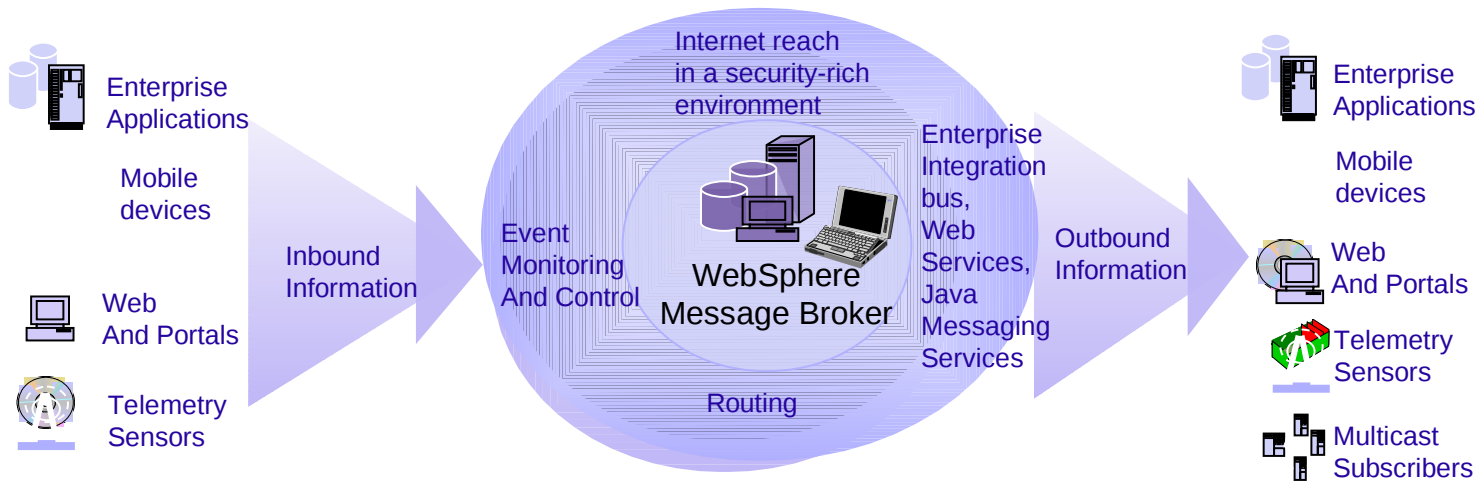 Enterprise
Applications
Mobile
devices
Web
And Portals
Telemetry
Sensors
Inbound
Information
Internet reach
in a security-rich
environment
Event
Monitoring
And Control
WebSphere
Message Broker
Enterprise
Integration
bus,
Web
Services,
Java
Messaging
Services
Routing
Outbound
Information
Enterprise
Applications
Mobile
devices
Web
And Portals
Telemetry
Sensors
Multicast
Subscribers